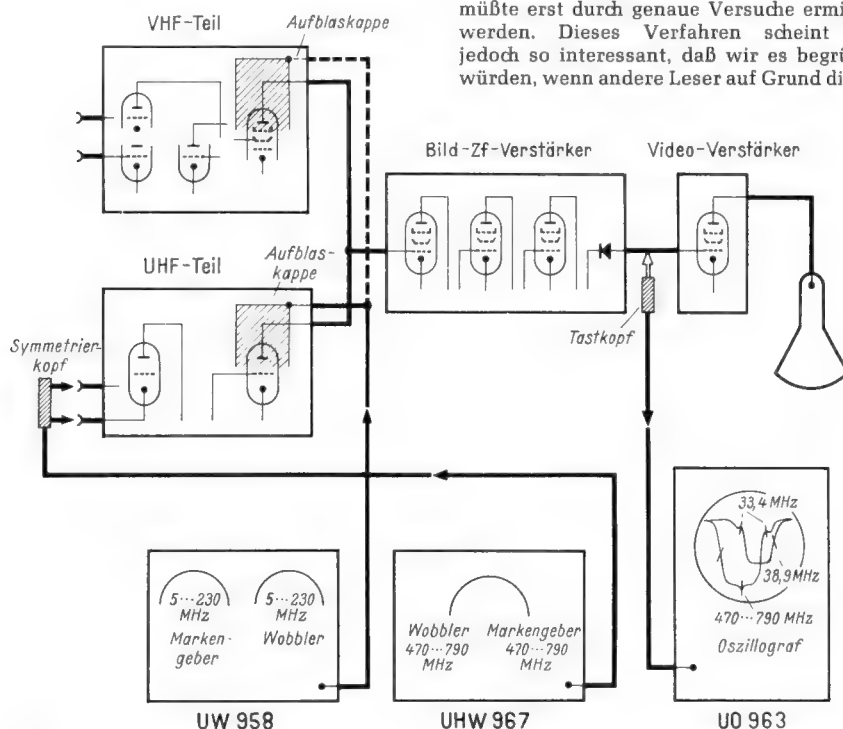 müßte erst durch genaue Versuche ermi
werden. Dieses Verfahren scheint
jedoch so interessant, daß wir es begrü
würden, wenn andere Leser auf Grund di
VHF-Teil
Aufblaskappe
Bild-Zf-Verstärker
Video-Verstärker
UHF-Teil
Aufblas-
kappe
Symmetrier-
kopf
Tastkopf
5···230
MHz
Marken-
geber
5···230
MHz
Wobbler
Wobbler
470···790
MHz
Markengeber
470···790
MHz
33,4 MHz
38,9MHz
470···790 MHz
Oszillograf
UW 958
UHW 967
UO 963